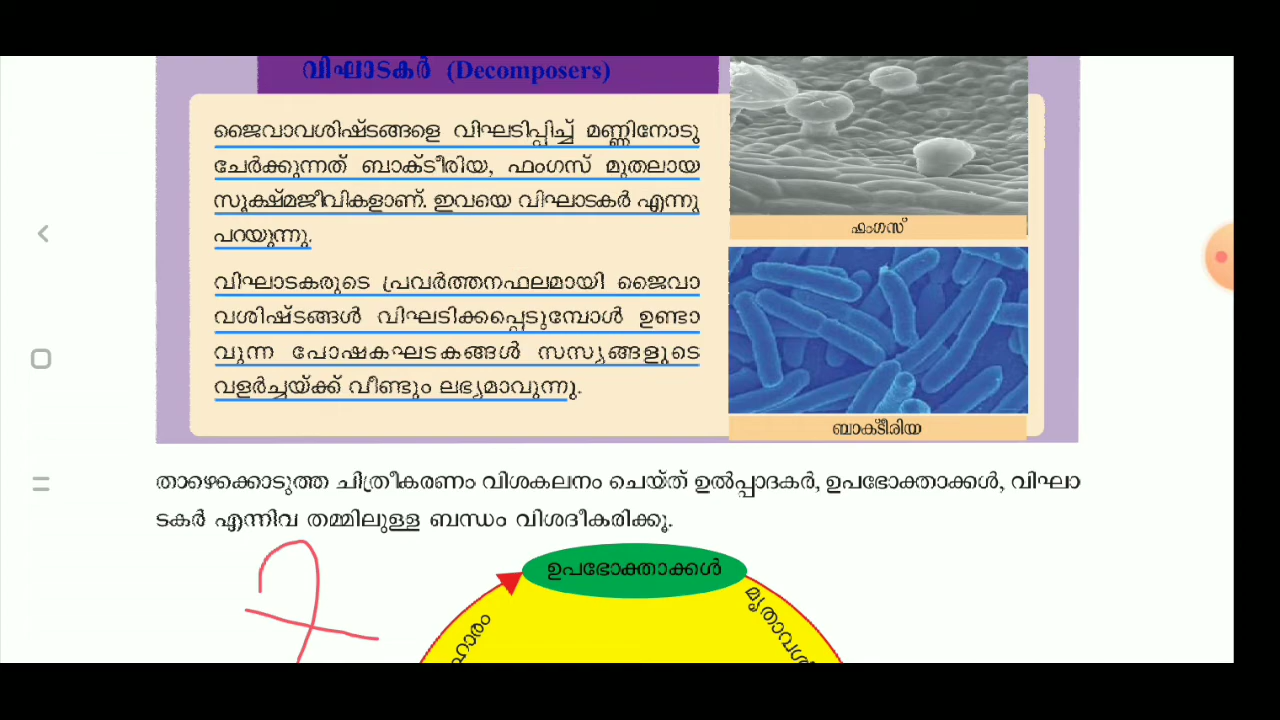 വിഘാടകർ (Decomposers)
ജൈവാവശിഷ്ടങ്ങളെ വിഘടിപ്പിച്ച് മണ്ണിനോടു
ചേർക്കുന്നത് ബാക്ടീരിയ, ഫംഗസ് മുതലായ
സൂക്ഷ്മജീവികളാണ്. ഇവയെ വിഘാടകർ എന്നു
പറയുന്നു.
വിഘാടകരുടെ പ്രവർത്തനഫലമായി ജൈവാ
വശിഷ്ടങ്ങൾ വിഘടിക്കപ്പെടുമ്പോൾ ഉണ്ടാ
വുന്ന പോഷകഘടകങ്ങൾ സസ്യങ്ങളുടെ
വളർച്ചയ്ക്ക് വീണ്ടും ലഭ്യമാവുന്നു.
ഫംഗസ്
ബാക്ടീരിയ
താഴെക്കൊടുത്ത ചിത്രീകരണം വിശകലനം ചെയ്ത് ഉൽപ്പാദകർ, ഉപഭോക്താക്കൾ, വിഘാ
ടകർ എന്നിവ തമ്മിലുള്ള ബന്ധം വിശദീകരിക്കൂ.
ഉപഭോക്താക്കൾ